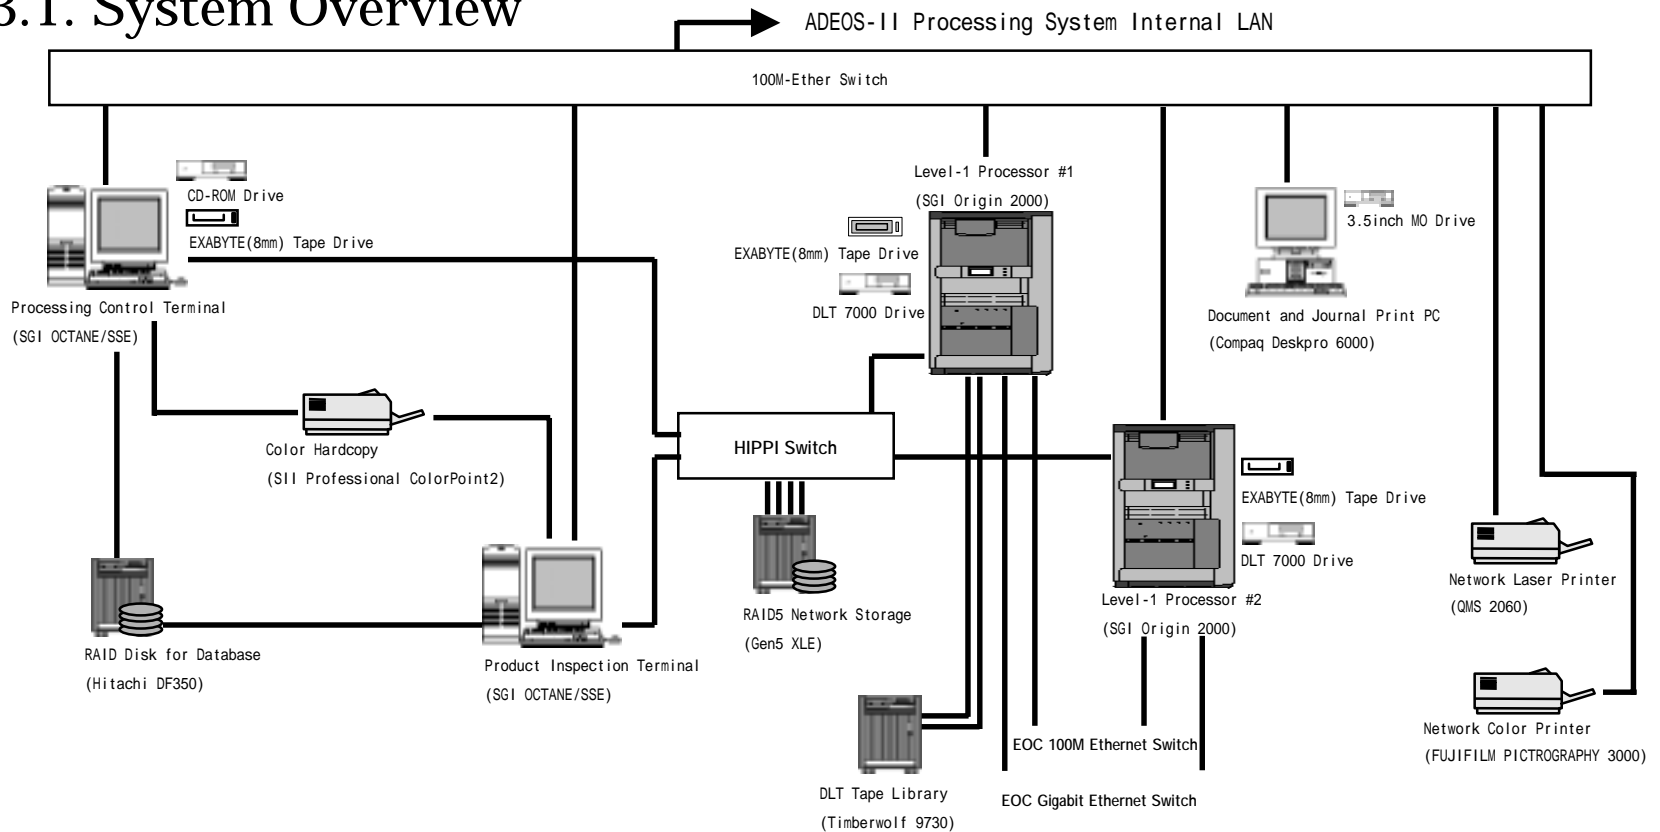 3.1. System Overview
ADEOS-II Processing System Internal LAN
100M-Ether Switch
CD-ROM Drive
EXABYTE(8mm) Tape Drive
Processing Control Terminal
(SGI OCTANE/SSE)
Level-1 Processor #1
(SGI Origin 2000)
EXABYTE(8mm) Tape Drive
DLT 7000 Drive
3.5inch MO Drive
Document and Journal Print PC
(Compaq Deskpro 6000)
Color Hardcopy
(SII Professional ColorPoint2)
HIPPI Switch
EXABYTE(8mm) Tape Drive
DLT 7000 Drive
Level-1 Processor #2
(SGI Origin 2000)
Network Laser Printer
(QMS 2060)
RAID5 Network Storage
(Gen5 XLE)
RAID Disk for Database
(Hitachi DF350)
Product Inspection Terminal
(SGI OCTANE/SSE)
Network Color Printer
(FUJIFILM PICTROGRAPHY 3000)
EOC 100M Ethernet Switch
DLT Tape Library
(Timberwolf 9730)
EOC Gigabit Ethernet Switch